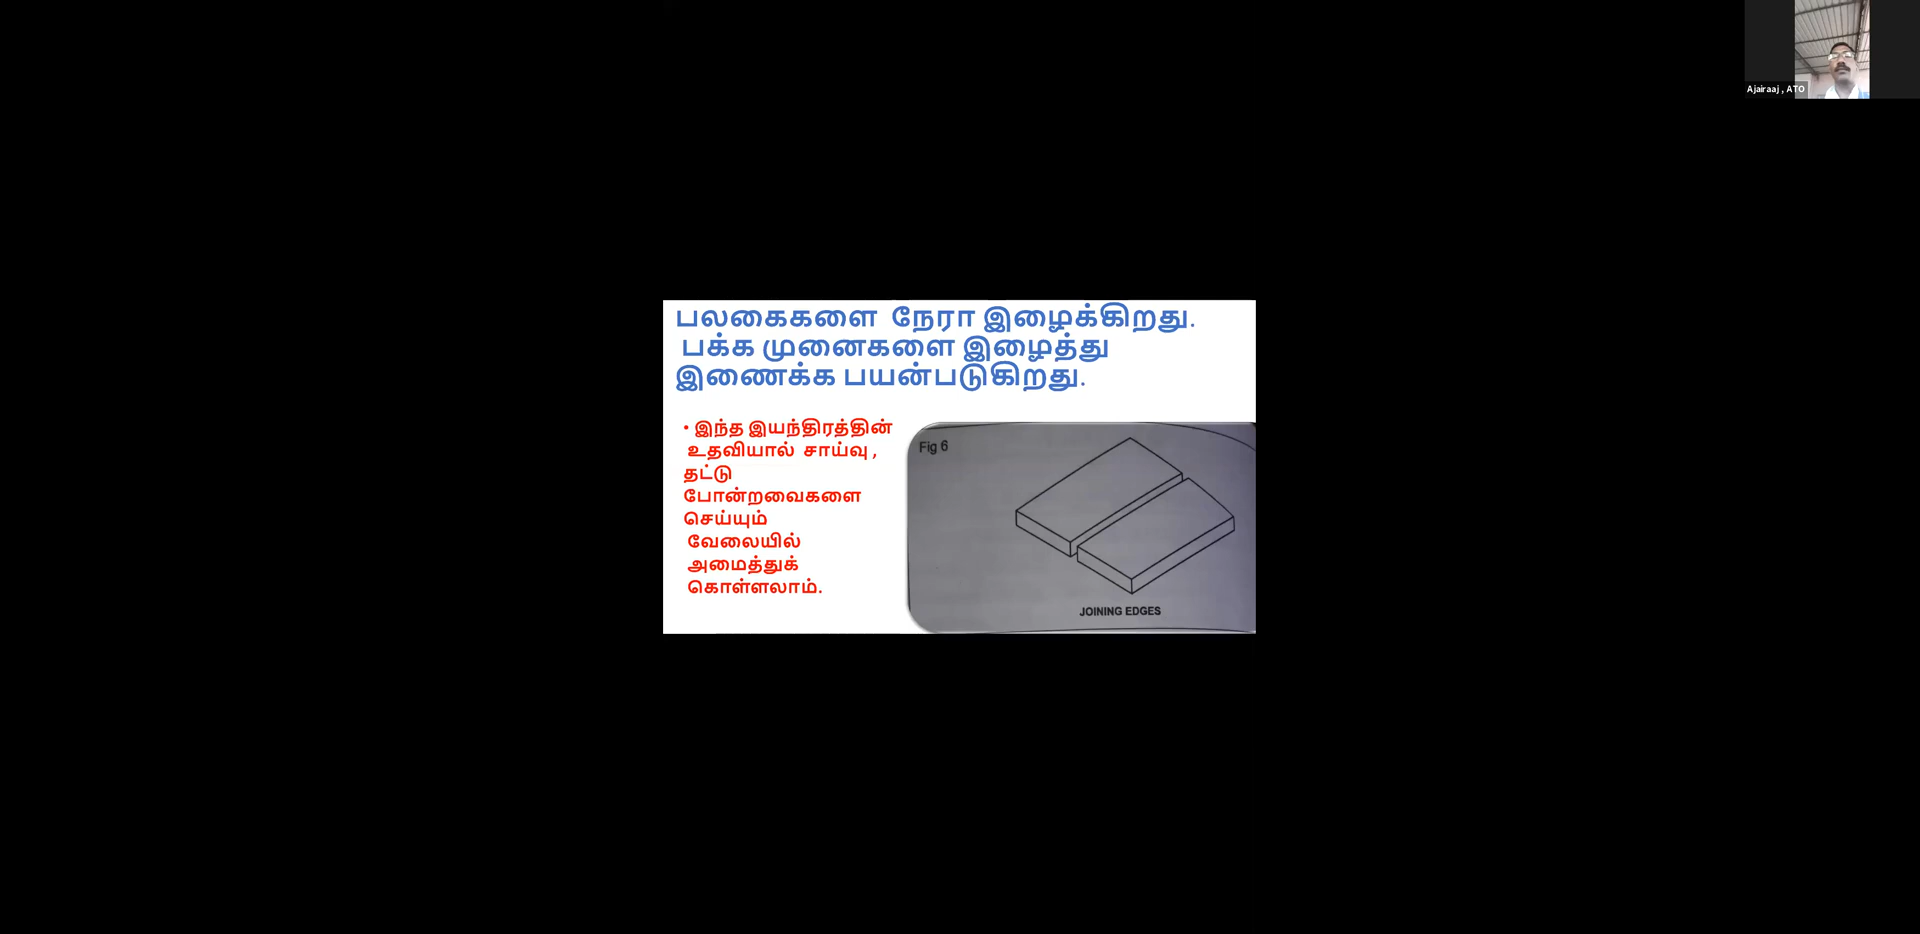 Ajairaaj , ATO
பலகைகளை நேரா இழைக்கிறது.
பக்க முனைகளை இழைத்து
இணைக்க பயன்படுகிறது.
• இந்த இயந்திரத்தின்
உதவியால் சாய்வு ,
தட்டு
போன்றவைகளை
செய்யும்
வேலையில்
அமைத்துக்
கொள்ளலாம்.
Fig 6
JOINING EDGES